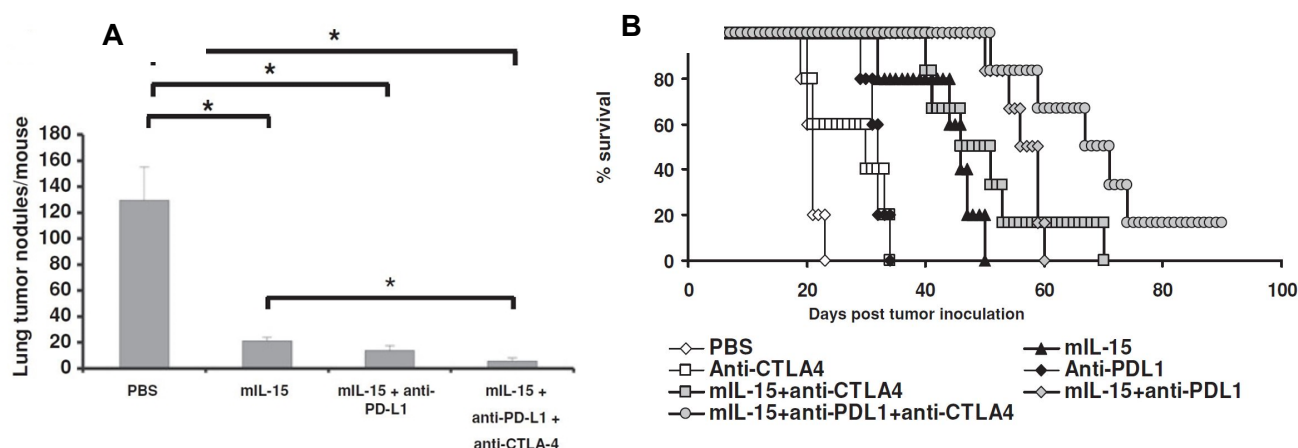 A
*
*
*
*
Lung tumor nodules/mouse
180
160
140
120
100
80
60
40
20
0
PBS
mIL-15
mIL-15 + anti-
PD-L1
mIL-15 +
anti-PD-L1 +
anti-CTLA-4
B
% survival
80
60
40
20
0
0 20 40 60 80 100
Days post tumor inoculation
PBS
mIL-15
Anti-CTLA4
Anti-PDL1
mIL-15+anti-CTLA4
mIL-15+anti-PDL1
mIL-15+anti-PDL1+anti-CTLA4